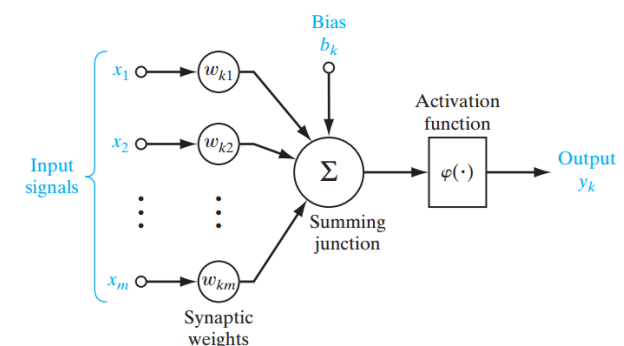 Bias
b_k
x_1
w_k1
Activation
function
x_2
w_k2
Σ
φ(·)
Output
y_k
Input
signals
Summing
junction
x_m
w_km
Synaptic
weights